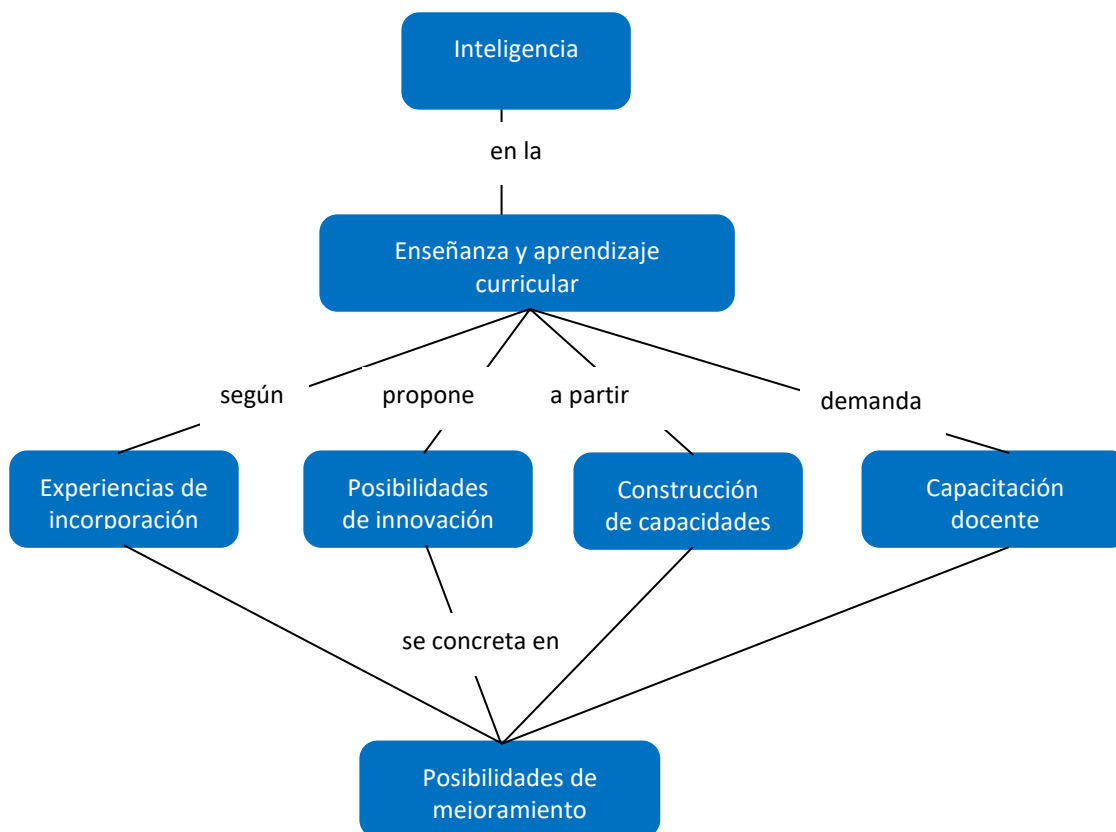 Inteligencia
en la
Enseñanza y aprendizaje
curricular
según
propone
a partir
demanda
Experiencias de
incorporación
Posibilidades
de innovación
Construcción
de capacidades
Capacitación
docente
se concreta en
Posibilidades de
mejoramiento